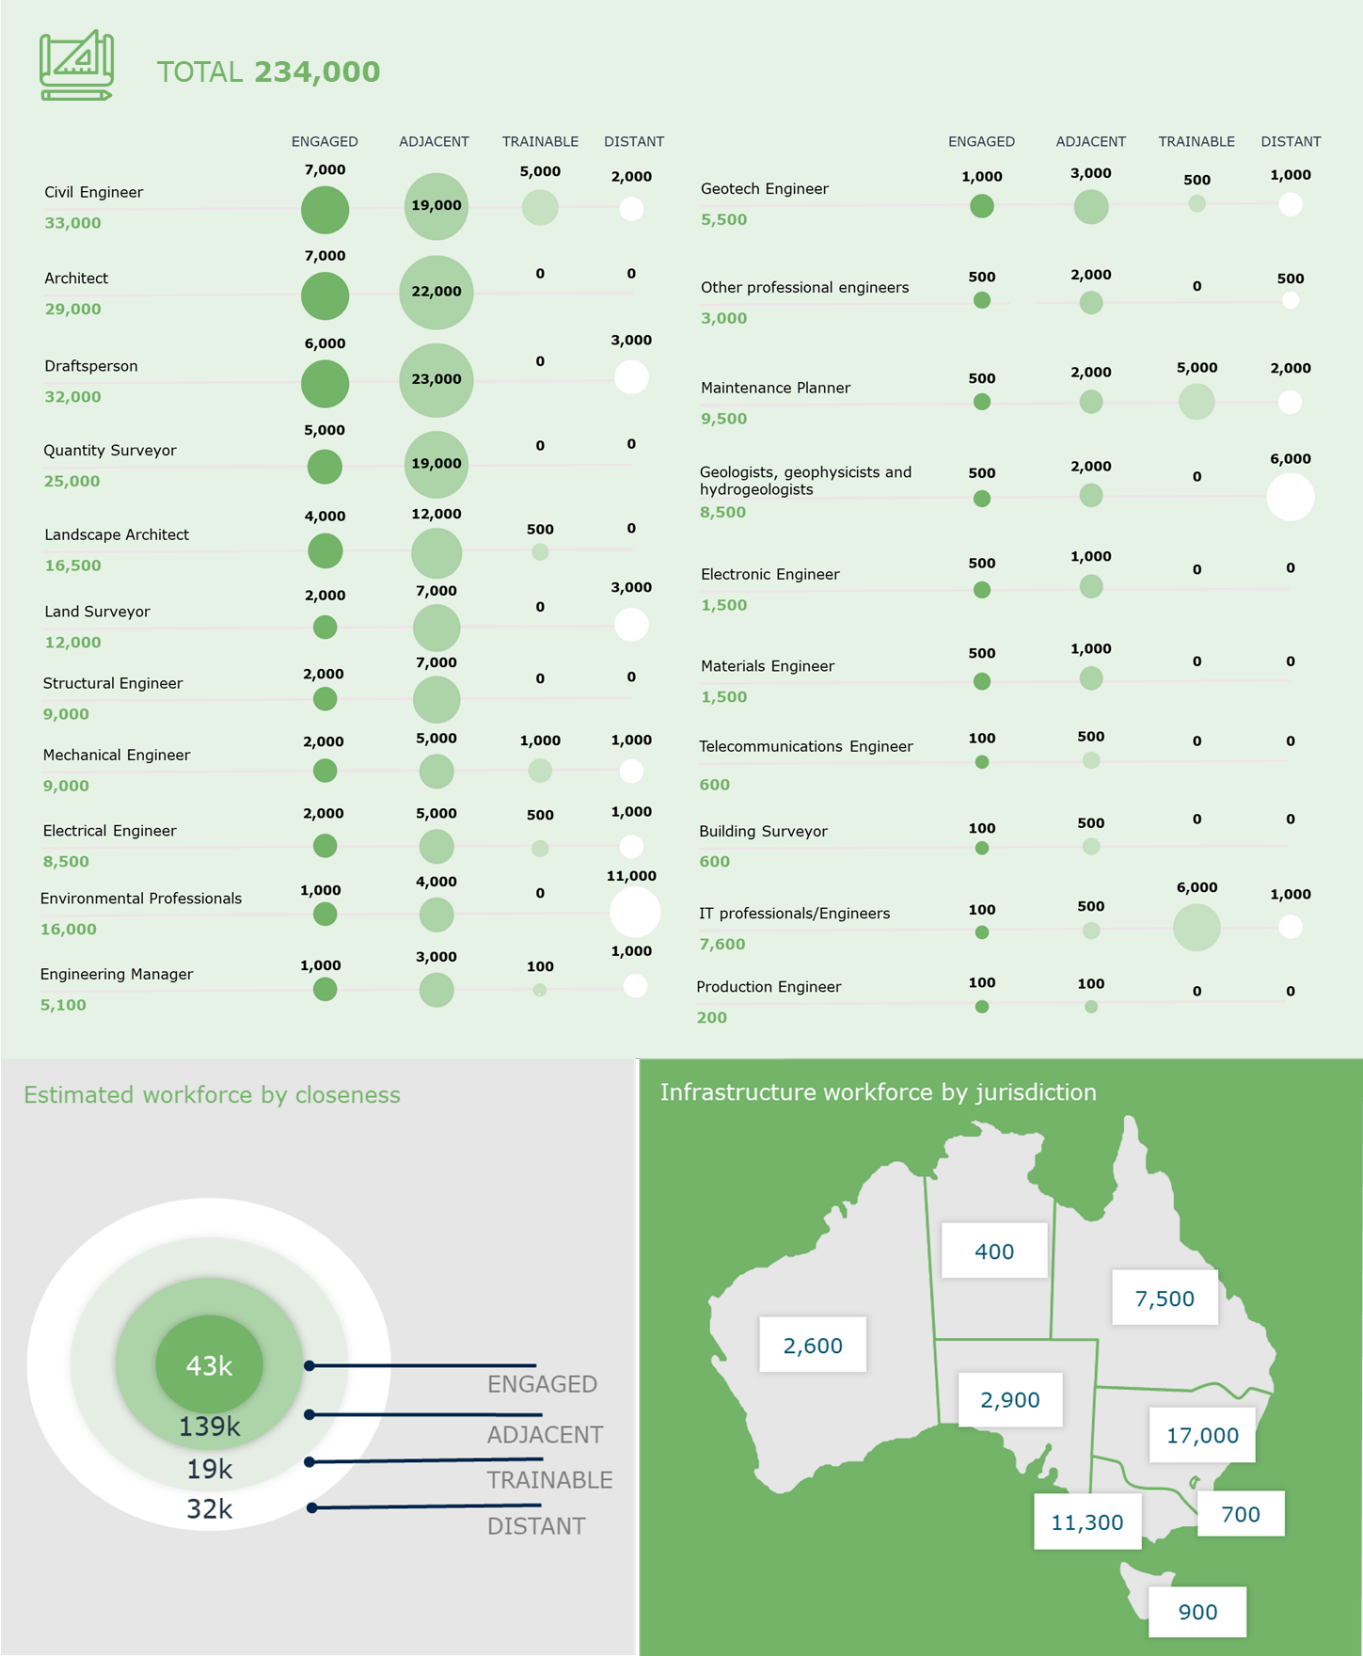 TOTAL 234,000
ENGAGED ADJACENT TRAINABLE DISTANT
Civil Engineer 7,000 19,000 5,000 2,000
33,000
Architect 7,000 22,000 0 0
29,000
Draftsperson 6,000 23,000 0 3,000
32,000
Quantity Surveyor 5,000 19,000 0 0
25,000
Landscape Architect 4,000 12,000 500 0
16,500
Land Surveyor 2,000 7,000 0 3,000
12,000
Structural Engineer 2,000 7,000 0 0
9,000
Mechanical Engineer 2,000 5,000 1,000 1,000
9,000
Electrical Engineer 2,000 5,000 500 1,000
8,500
Environmental Professionals 1,000 4,000 0 11,000
16,000
Engineering Manager 1,000 3,000 100 1,000
5,100
ENGAGED ADJACENT TRAINABLE DISTANT
Geotech Engineer 1,000 3,000 500 1,000
5,500
Other professional engineers 500 2,000 0 500
3,000
Maintenance Planner 500 2,000 5,000 2,000
9,500
Geologists, geophysicists and
hydrogeologists 500 2,000 0 6,000
8,500
Electronic Engineer 500 1,000 0 0
1,500
Materials Engineer 500 1,000 0 0
1,500
Telecommunications Engineer 100 500 0 0
600
Building Surveyor 100 500 0 0
600
IT professionals/Engineers 100 500 6,000 1,000
7,600
Production Engineer 100 100 0 0
200
Estimated workforce by closeness
43k
ENGAGED
139k
ADJACENT
19k
TRAINABLE
32k
DISTANT
Infrastructure workforce by jurisdiction
400
7,500
2,600
2,900
17,000
11,300
700
900